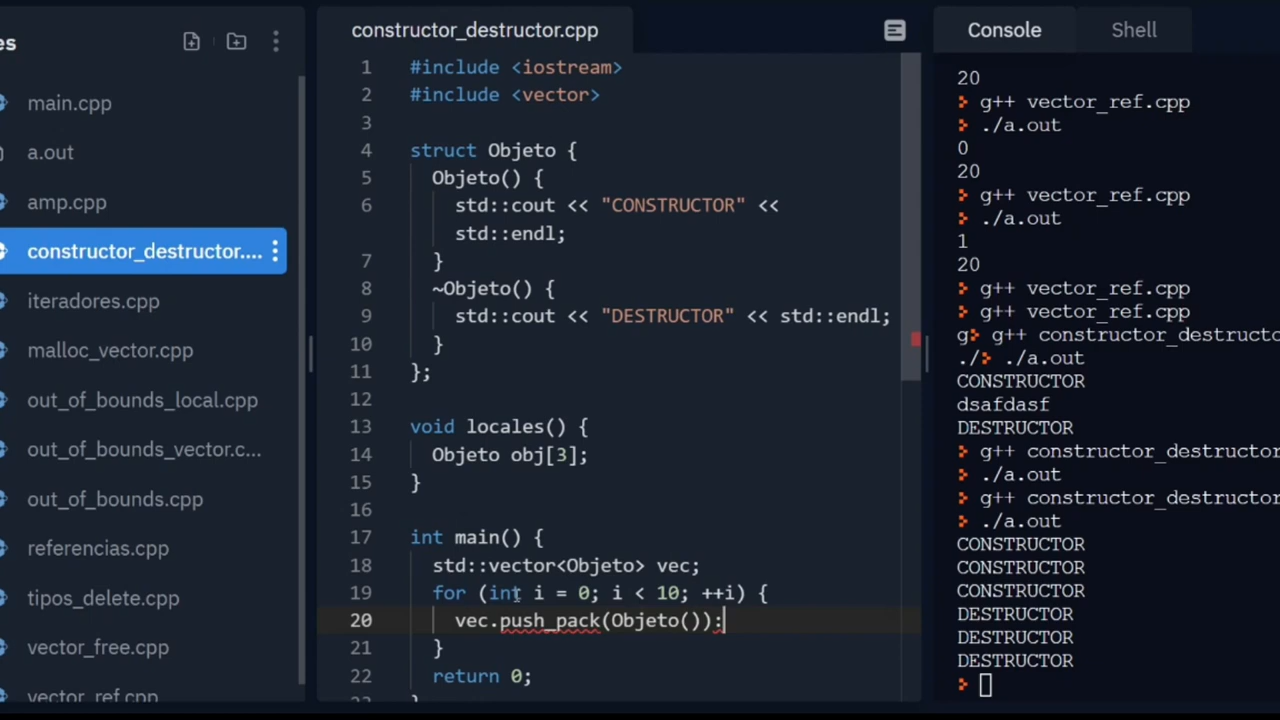 es
main.cpp
a.out
amp.cpp
constructor_destructor....
iteradores.cpp
malloc_vector.cpp
out_of_bounds_local.cpp
out_of_bounds_vector.c...
out_of_bounds.cpp
referencias.cpp
tipos_delete.cpp
vector_free.cpp
vector_ref.cpp
constructor_destructor.cpp
1 #include <iostream>
2 #include <vector>
3
4 struct Objeto {
5 Objeto() {
6 std::cout << "CONSTRUCTOR" <<
std::endl;
7 }
8 ~Objeto() {
9 std::cout << "DESTRUCTOR" << std::endl;
10 }
11 };
12
13 void locales() {
14 Objeto obj[3];
15 }
16
17 int main() {
18 std::vector<Objeto> vec;
19 for (int i = 0; i < 10; ++i) {
20 vec.push_pack(Objeto()):
21 }
22 return 0;
23 }
Console Shell
20
> g++ vector_ref.cpp
> ./a.out
0
20
> g++ vector_ref.cpp
> ./a.out
1
20
> g++ vector_ref.cpp
> g++ vector_ref.cpp
g> g++ constructor_destructo
./> ./a.out
CONSTRUCTOR
dsafdasf
DESTRUCTOR
> g++ constructor_destructor
> ./a.out
> g++ constructor_destructor
> ./a.out
CONSTRUCTOR
CONSTRUCTOR
CONSTRUCTOR
DESTRUCTOR
DESTRUCTOR
DESTRUCTOR
>